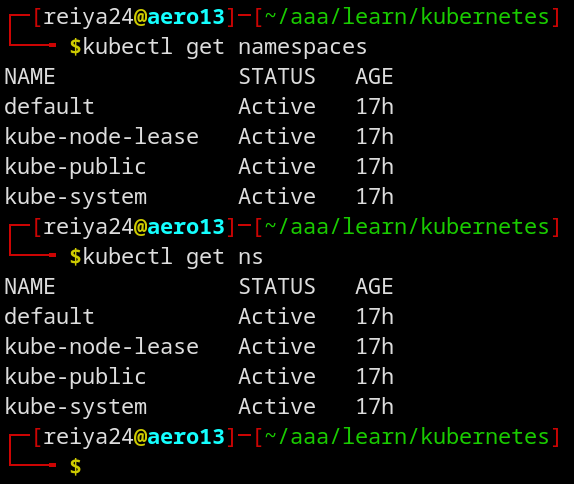 ┌─[reiya24@aero13]─[~/aaa/learn/kubernetes]
└──╼ $kubectl get namespaces
NAME              STATUS   AGE
default           Active   17h
kube-node-lease   Active   17h
kube-public       Active   17h
kube-system       Active   17h
┌─[reiya24@aero13]─[~/aaa/learn/kubernetes]
└──╼ $kubectl get ns
NAME              STATUS   AGE
default           Active   17h
kube-node-lease   Active   17h
kube-public       Active   17h
kube-system       Active   17h
┌─[reiya24@aero13]─[~/aaa/learn/kubernetes]
└──╼ $